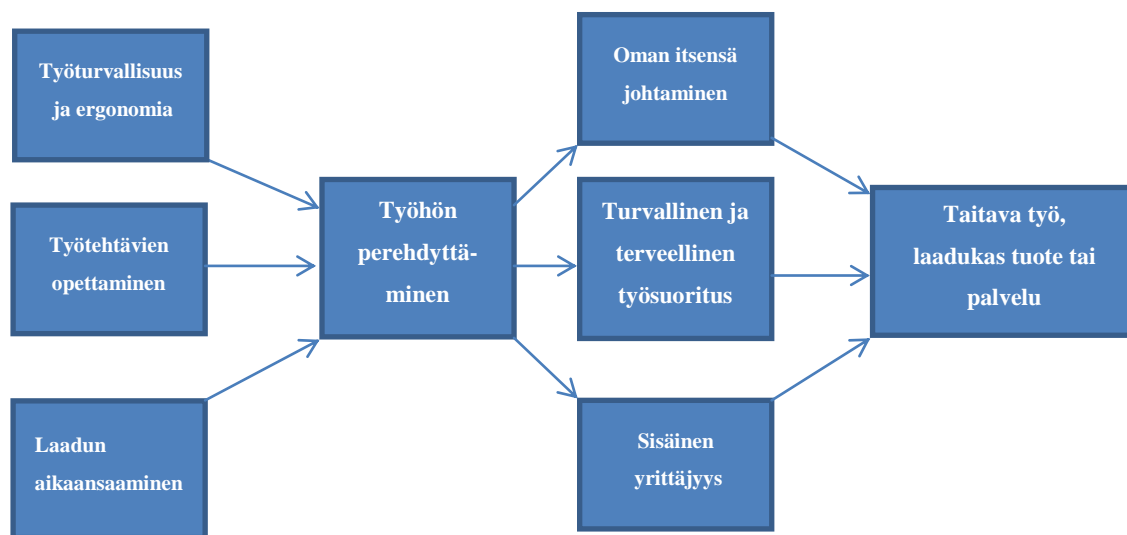 Työturvallisuus
ja ergonomia
Työtehtävien
opettaminen
Laadun
aikaansaaminen
Työhön
perehdyttä-
minen
Oman itsensä
johtaminen
Turvallinen ja
terveellinen
työsuoritus
Sisäinen
yrittäjyys
Taitava työ,
laadukas tuote tai
palvelu